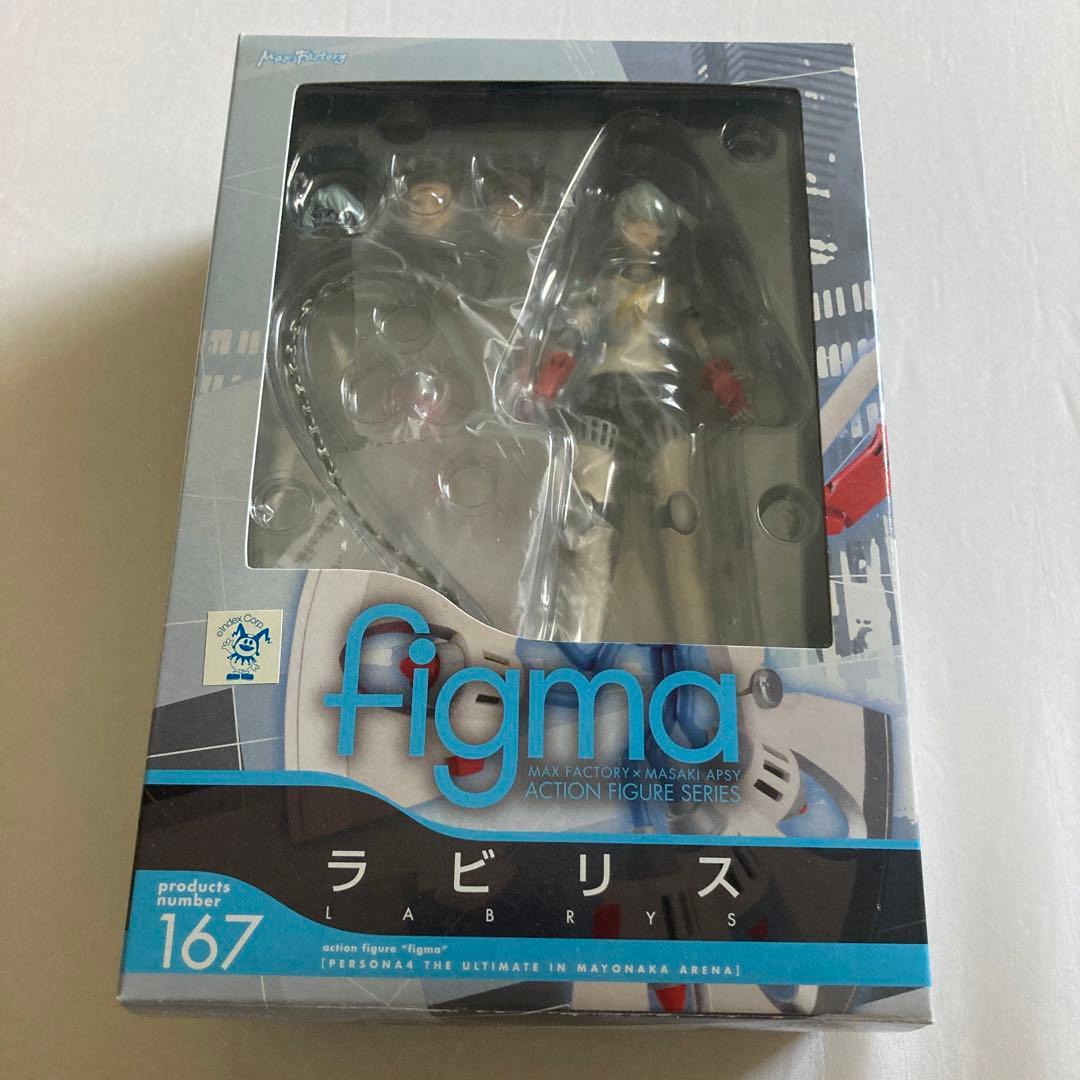 Max Factory
©Index Corp
'82
figma
MAX FACTORY × MASAKI APSY
ACTION FIGURE SERIES
ラビリス
LABRYS
products
number
167
action figure "figma"
[PERSONA4 THE ULTIMATE IN MAYONAKA ARENA]